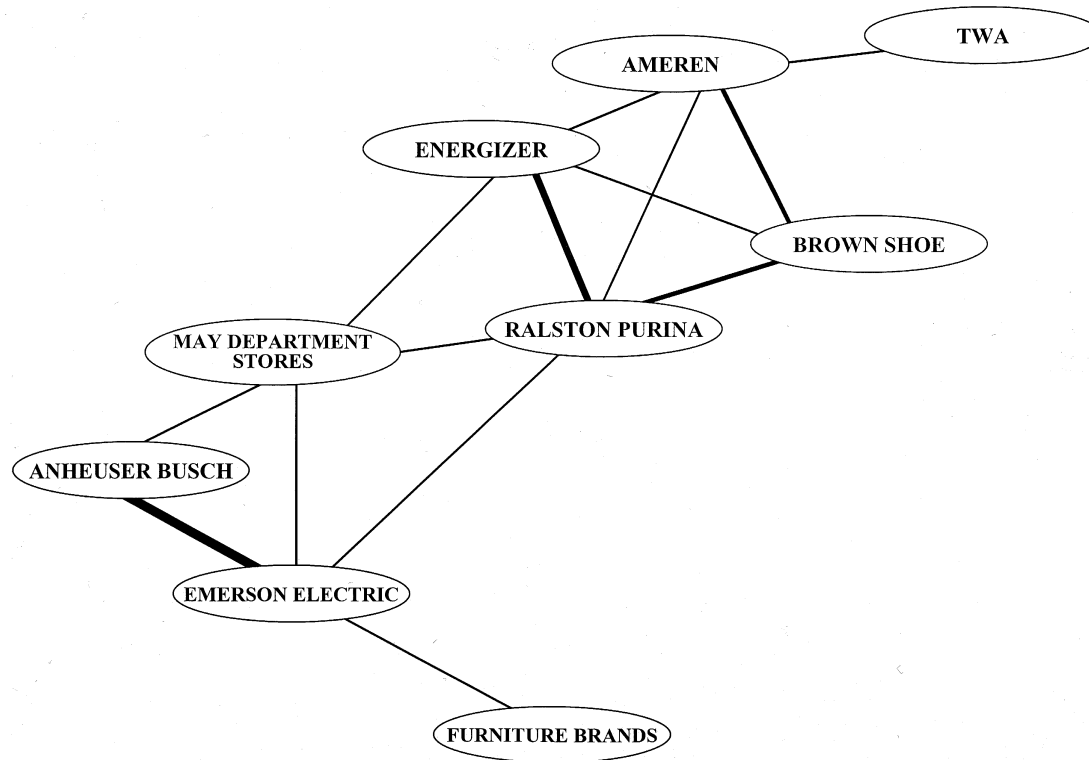 TWA
AMEREN
ENERGIZER
BROWN SHOE
RALSTON PURINA
MAY DEPARTMENT
STORES
ANHEUSER BUSCH
EMERSON ELECTRIC
FURNITURE BRANDS